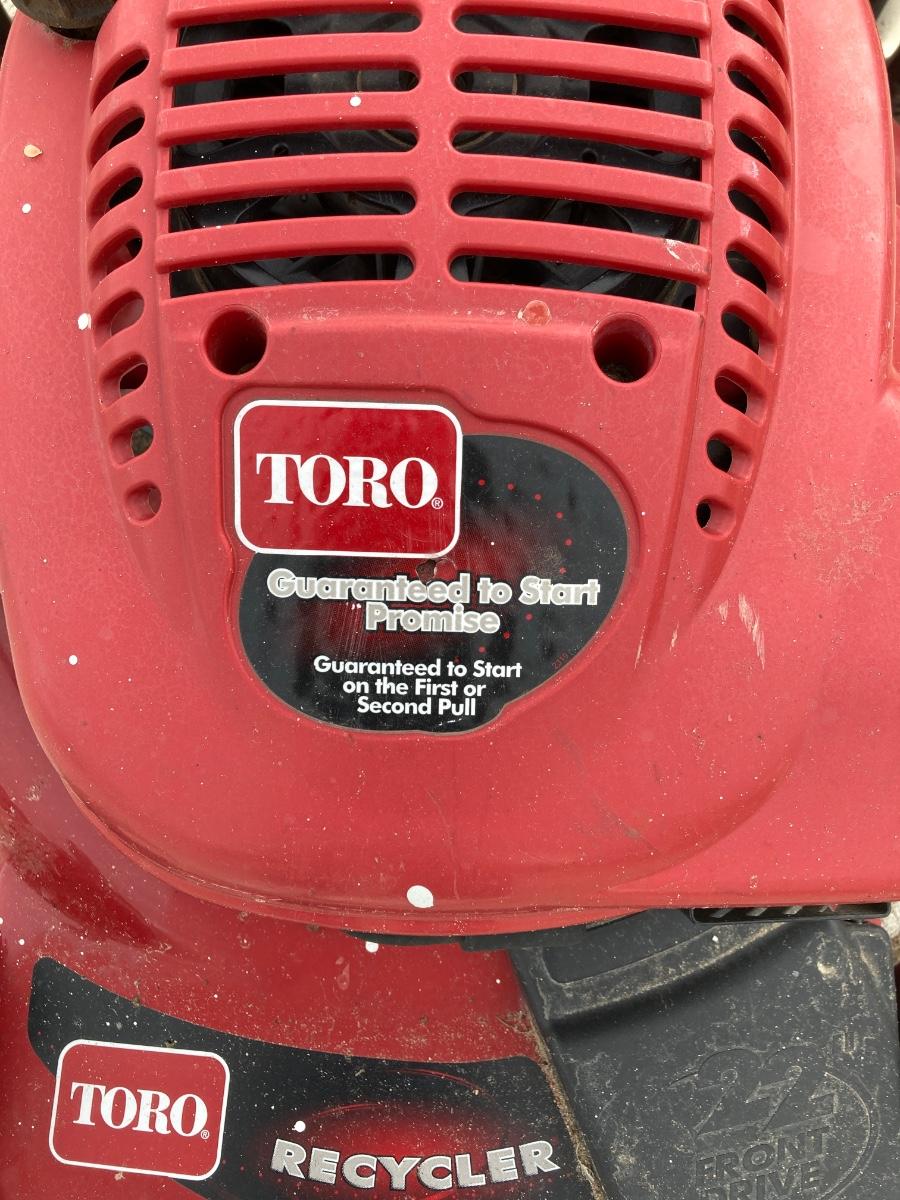 TORO®
Guaranteed to Start
Promise
Guaranteed to Start
on the First or
Second Pull
TORO®
RECYCLER
22
FRONT
DRIVE